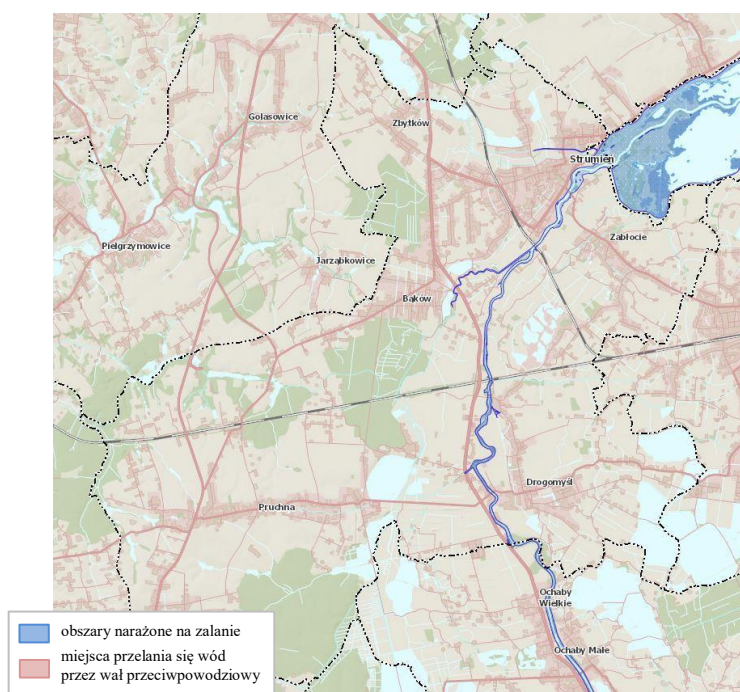 Golasowice
Zbytków
Strumień
Pielgrzymowice
Zabłocie
Jarząbkowice
Bąków
Drogomyśl
Pruchna
Ochaby
Wielkie
Ochaby Małe
obszary narażone na zalanie
miejsca przelania się wód
przez wał przeciwpowodziowy